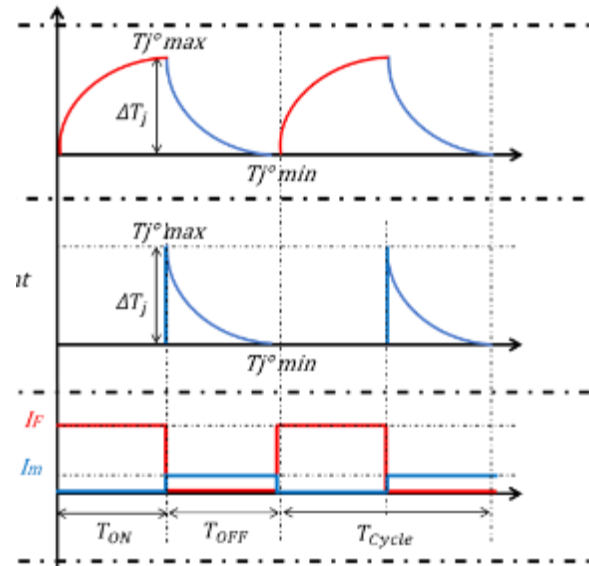 Tj° max
ΔTj
Tj° min
Tj° max
nt
ΔTj
Tj° min
IF
Im
TON
TOFF
TCycle